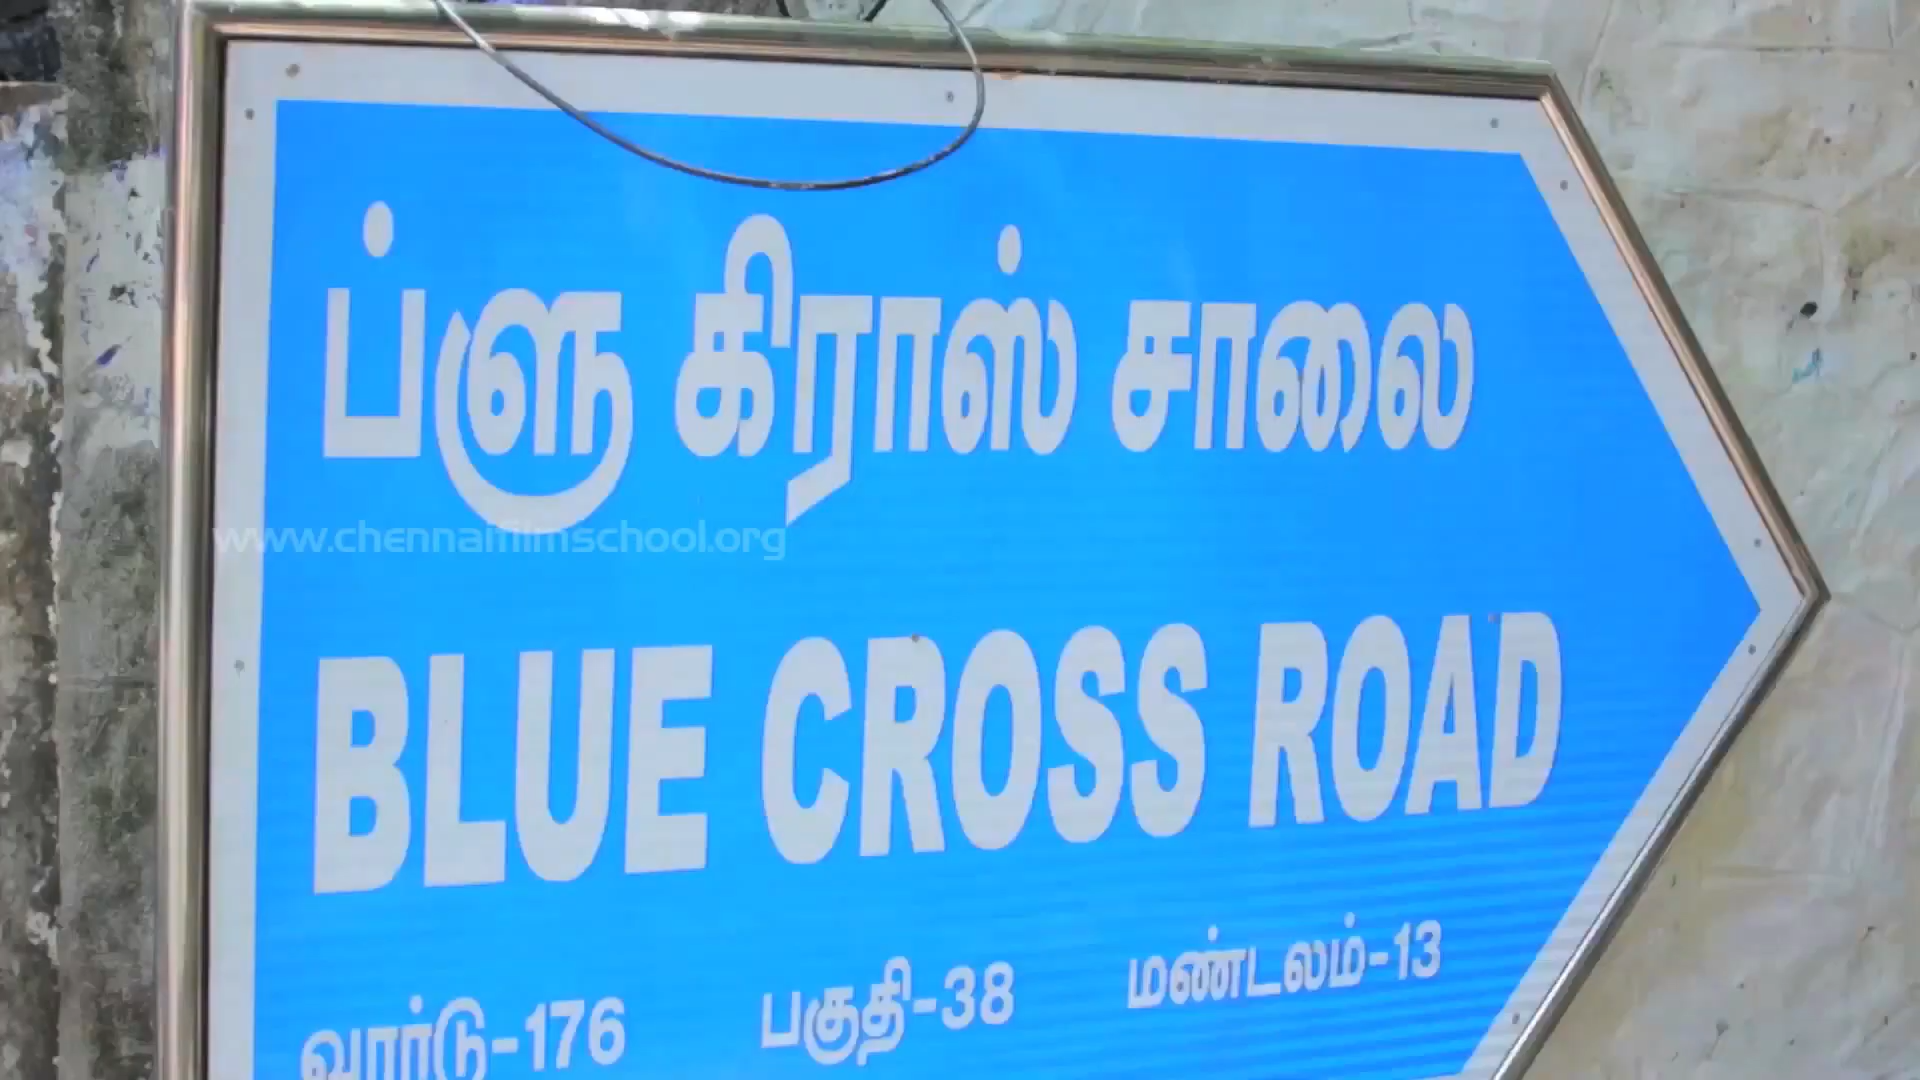 ப்ளு கிராஸ் சாலை
www.chennaifilmschool.org
BLUE CROSS ROAD
வார்டு-176 பகுதி-38 மண்டலம்-13